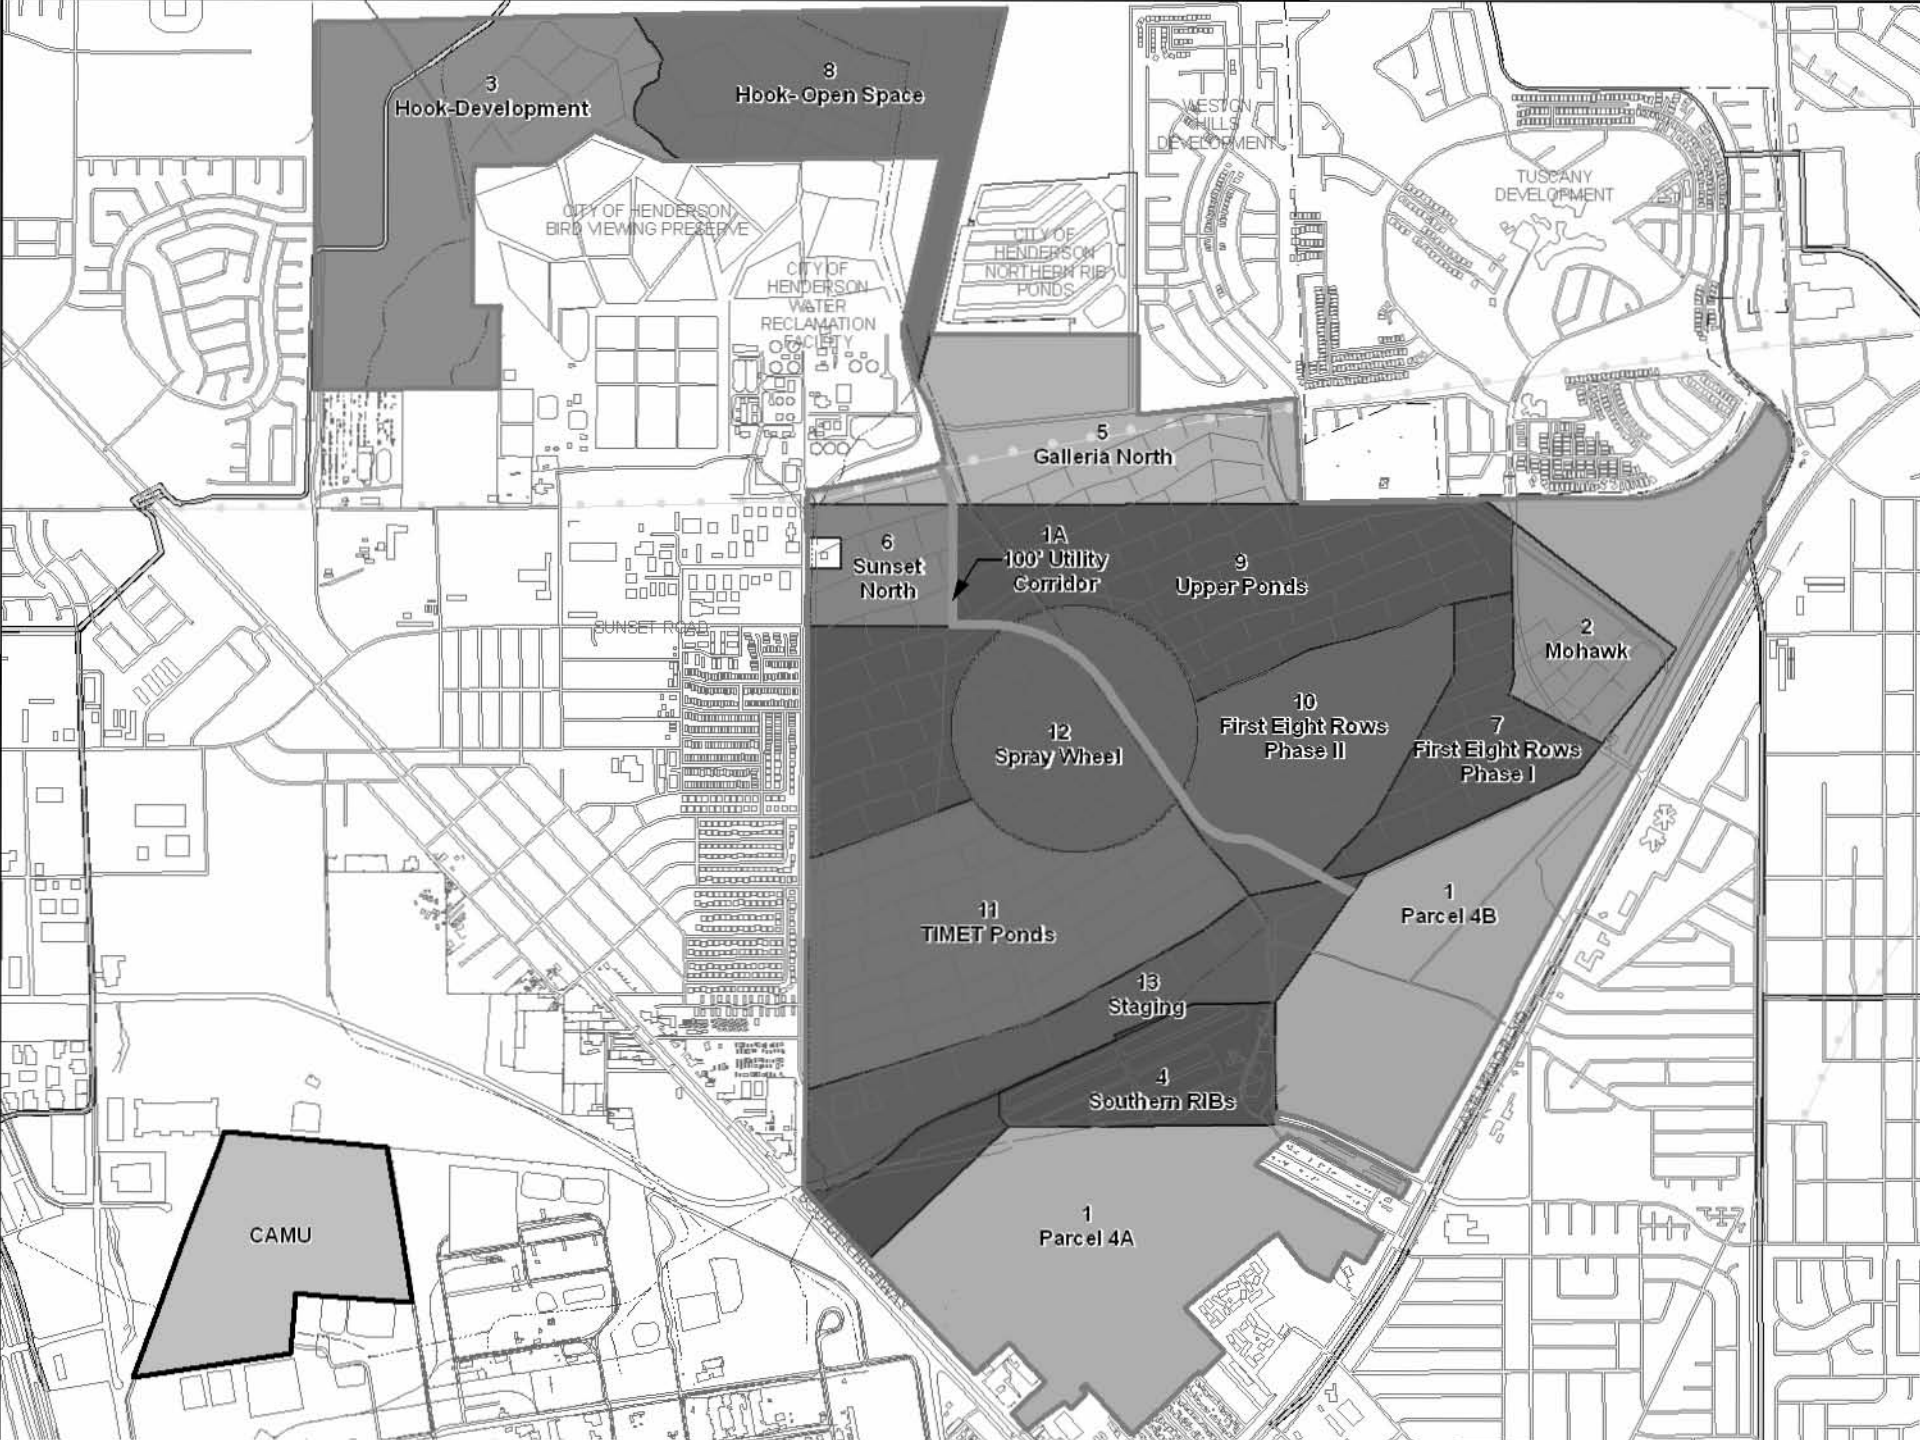 3
Hook-Development
8
Hook-Open Space
WESTON
HILLS
DEVELOPMENT
TUSCANY
DEVELOPMENT
CITY OF HENDERSON
BIRD VIEWING PRESERVE
CITY OF
HENDERSON
NORTHERN RIB
PONDS
CITY OF
HENDERSON
WATER
RECLAMATION
FACILITY
5
Galleria North
6
Sunset
North
1A
100' Utility
Corridor
9
Upper Ponds
SUNSET ROAD
2
Mohawk
10
First Eight Rows
Phase II
7
First Eight Rows
Phase I
12
Spray Wheel
11
TIMET Ponds
1
Parcel 4B
13
Staging
4
Southern RIBs
1
Parcel 4A
CAMU